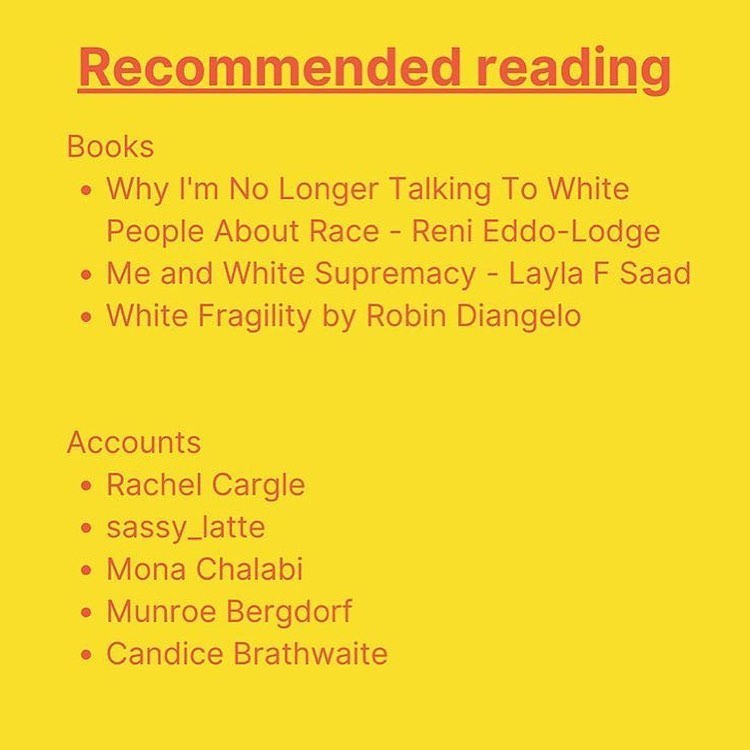 Recommended reading
Books
• Why I'm No Longer Talking To White
People About Race - Reni Eddo-Lodge
• Me and White Supremacy - Layla F Saad
• White Fragility by Robin Diangelo
Accounts
• Rachel Cargle
• sassy_latte
• Mona Chalabi
• Munroe Bergdorf
• Candice Brathwaite